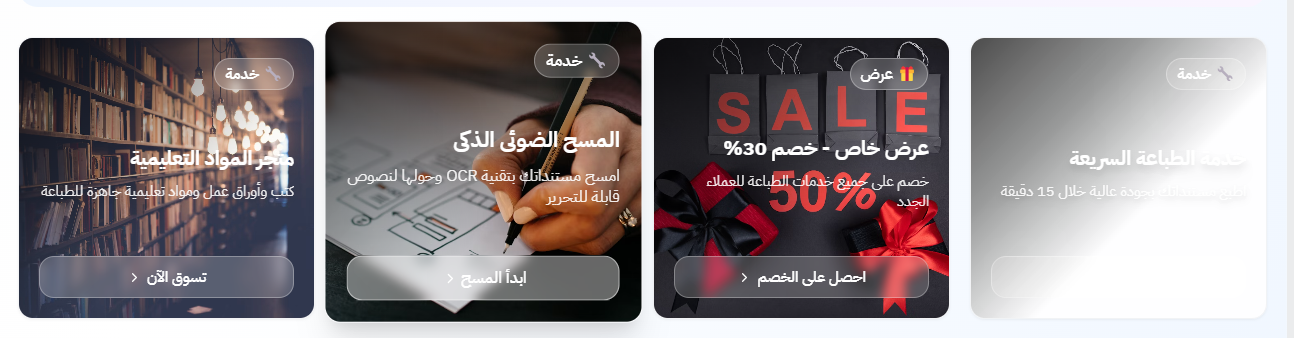 خدمة
خدمة الطباعة السريعة
بجودة عالية خلال 15 دقيقة
عرض
SALE
عرض خاص - خصم 30%
خصم على جميع خدمات الطباعة للعملاء
الجدد
50%
احصل على الخصم
خدمة
المسح الضوئي الذكي
امسح مستنداتك بتقنية OCR وحولها لنصوص
قابلة للتحرير
ابدأ المسح
خدمة
متجر المواد التعليمية
كتب وأوراق عمل ومواد تعليمية جاهزة للطباعة
تسوق الآن